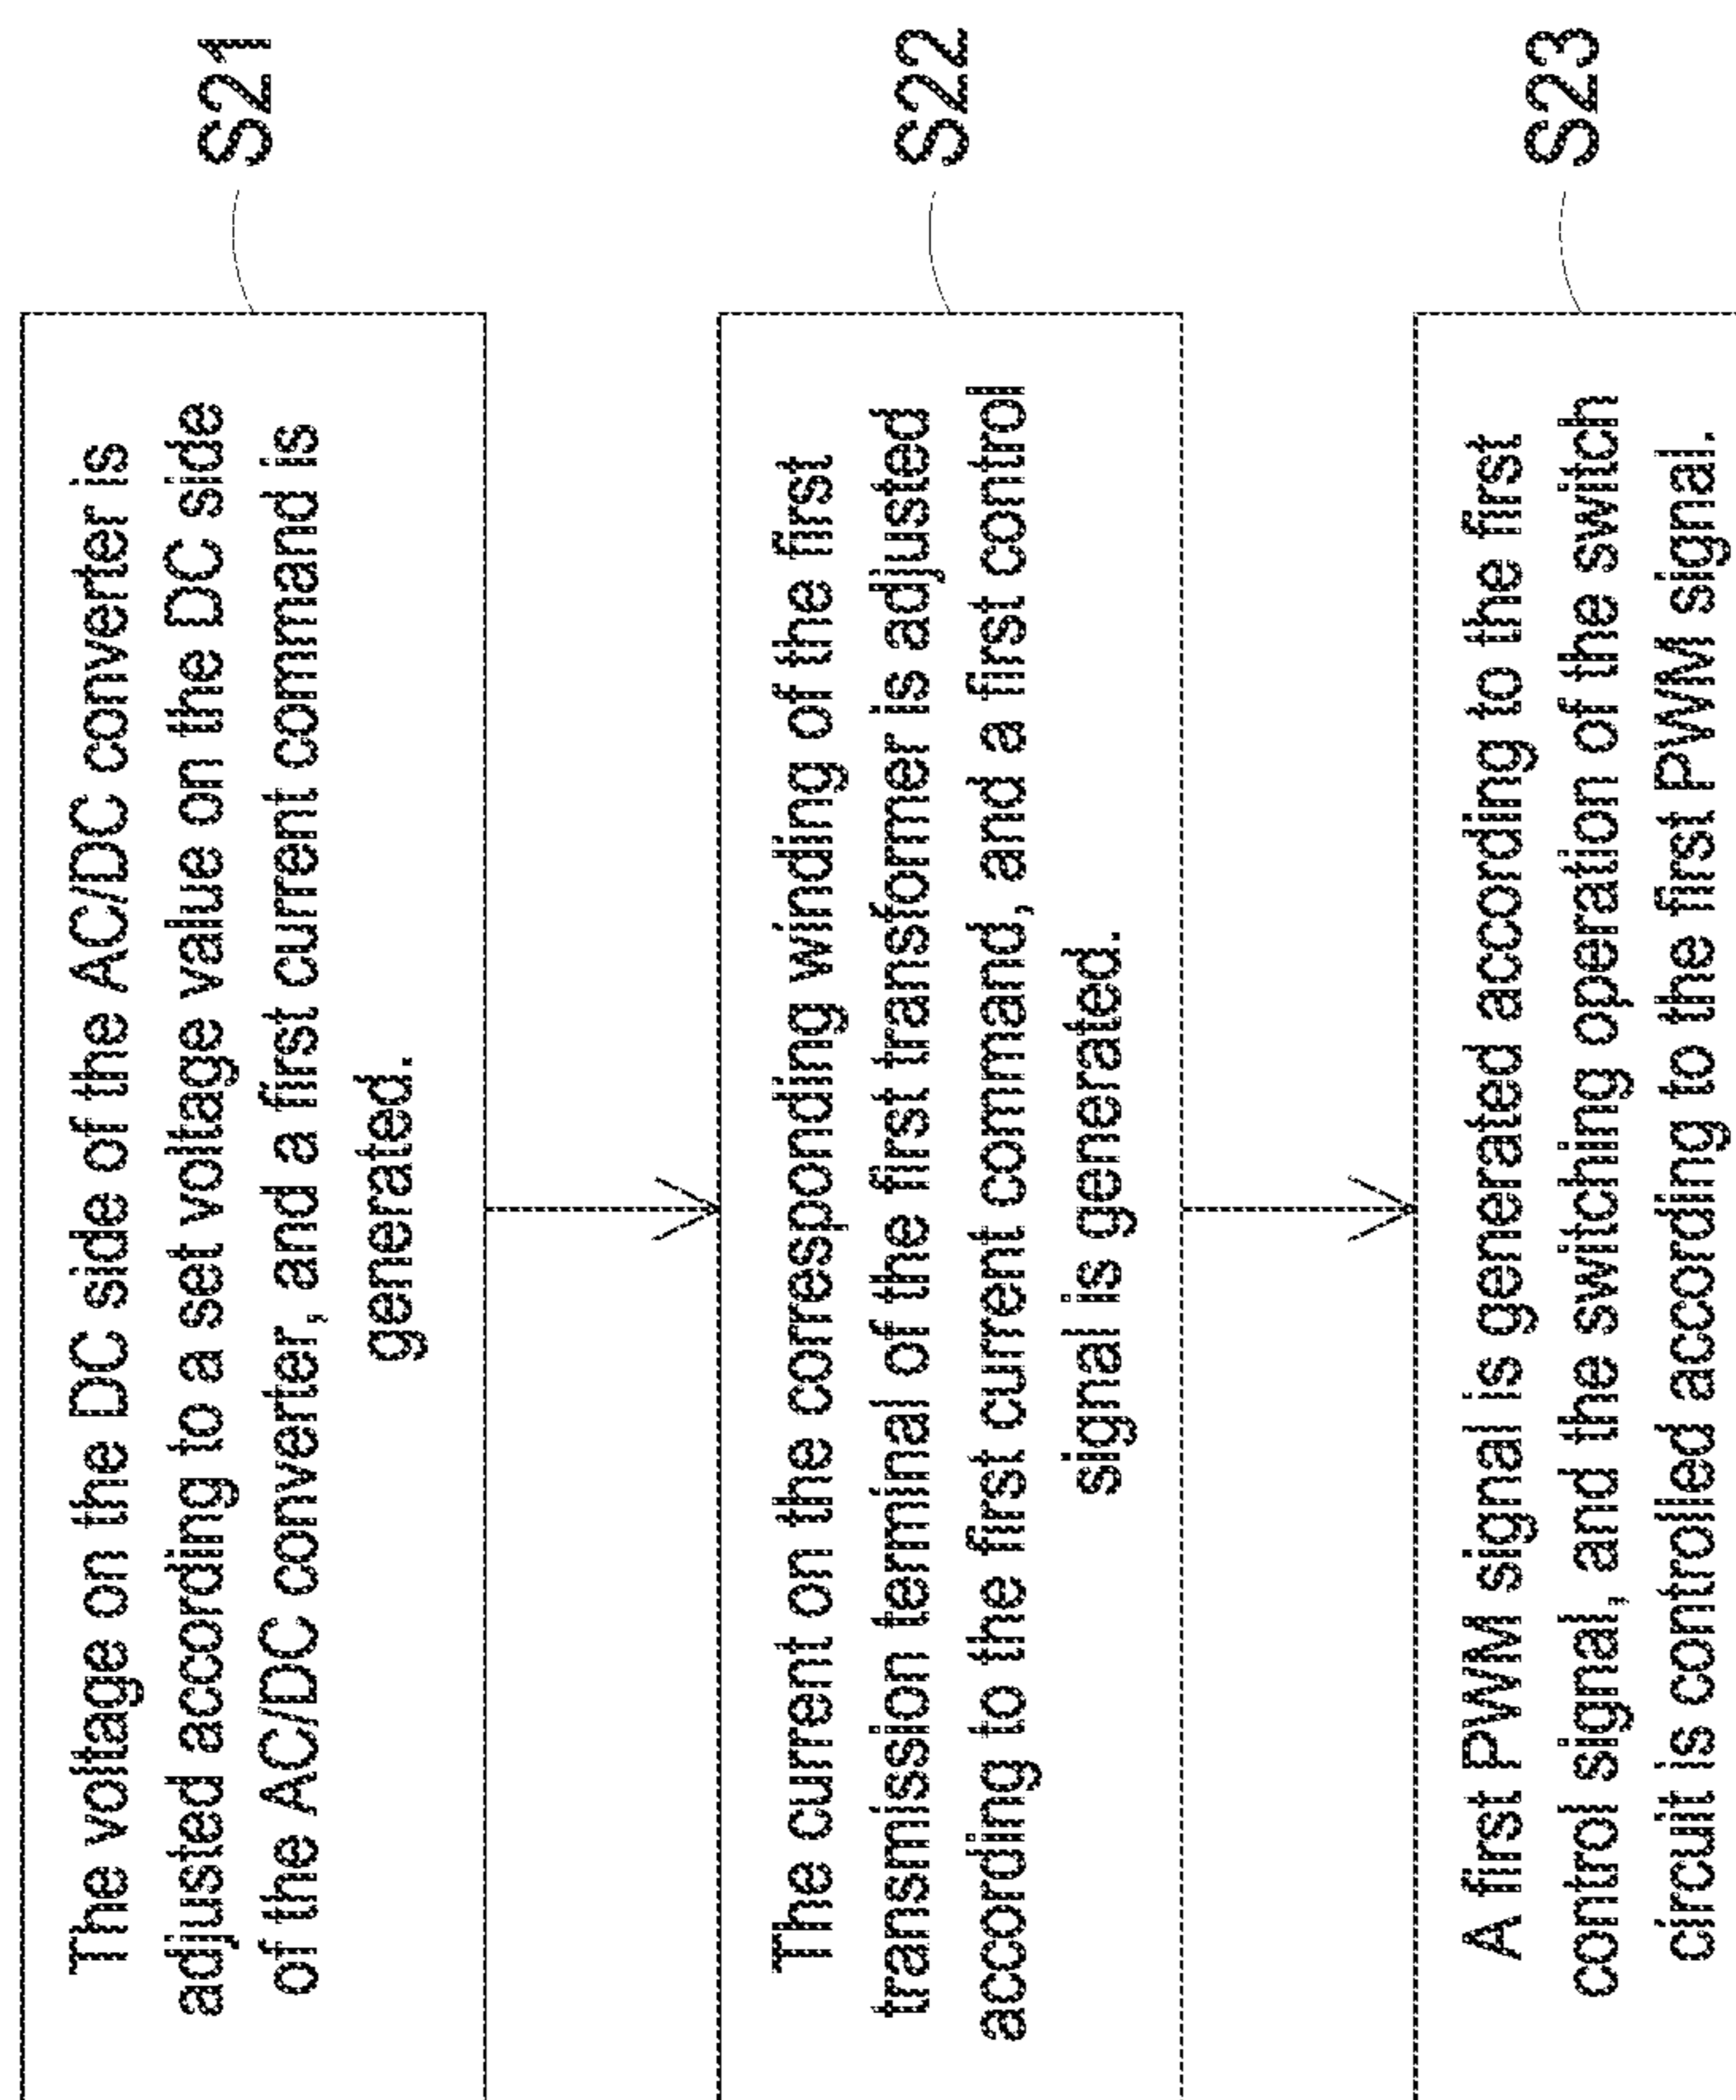 S21
The voltage on the DC side of the AC/DC converter is
adjusted according to a set voltage value on the DC side
of the AC/DC converter, and a first current command is
generated.
S22
The current on the corresponding winding of the first
transmission terminal of the first transformer is adjusted
according to the first current command, and a first control
signal is generated.
S23
A first PWM signal is generated according to the first
control signal, and the switching operation of the switch
circuit is controlled according to the first PWM signal.